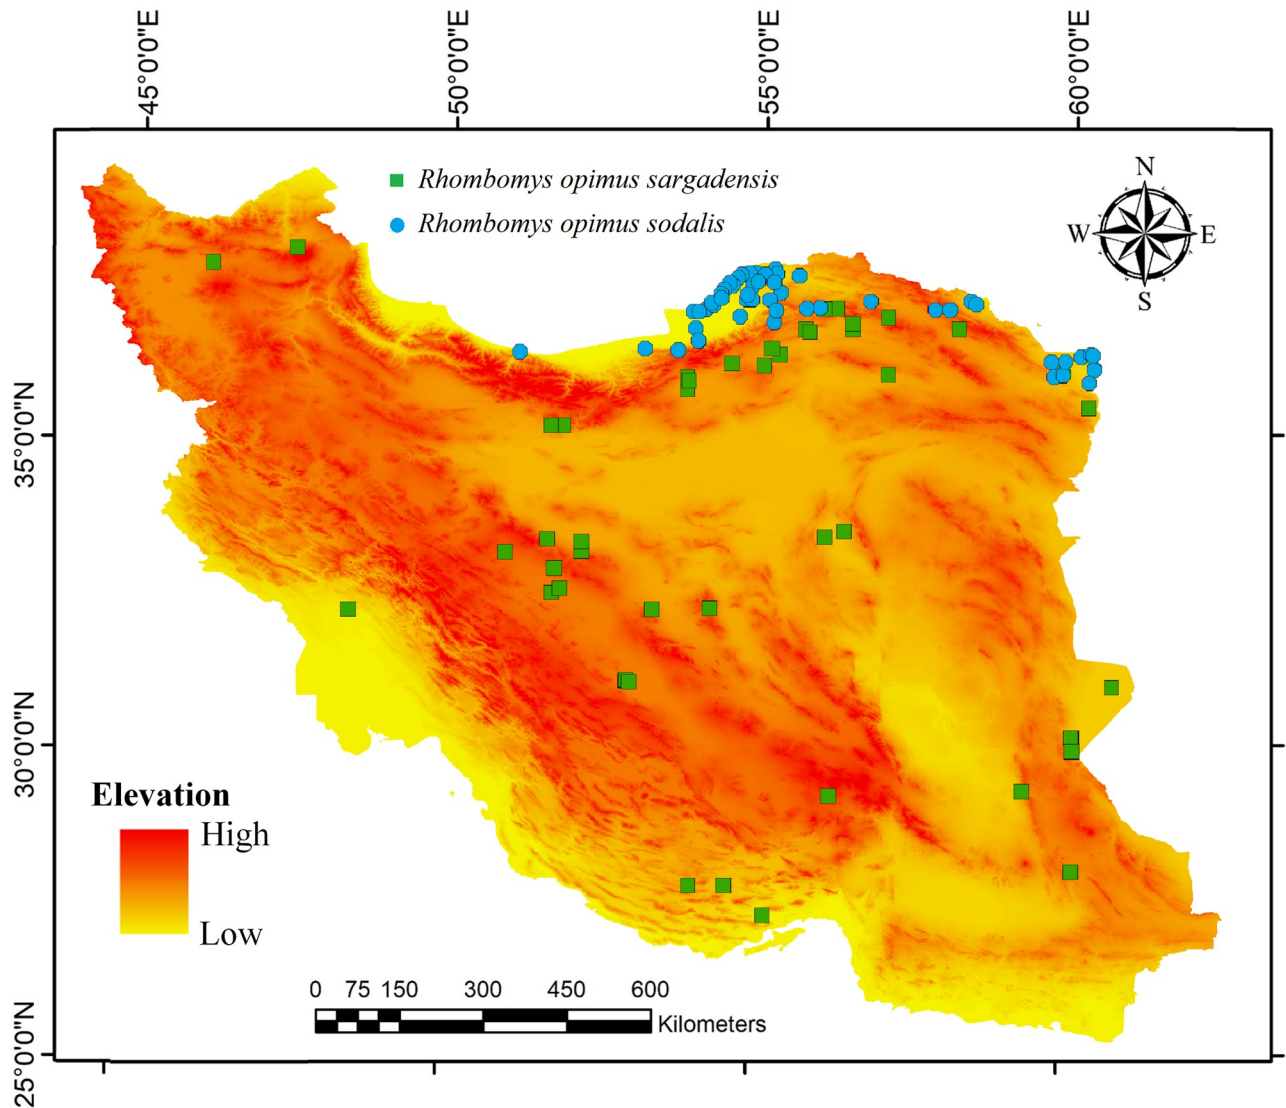 45°0'0"E
50°0'0"E
55°0'0"E
60°0'0"E
Rhombomys opimus sargadensis
Rhombomys opimus sodalis
N
W
E
S
35°0'0"N
30°0'0"N
25°0'0"N
Elevation
High
Low
0 75 150 300 450 600
Kilometers